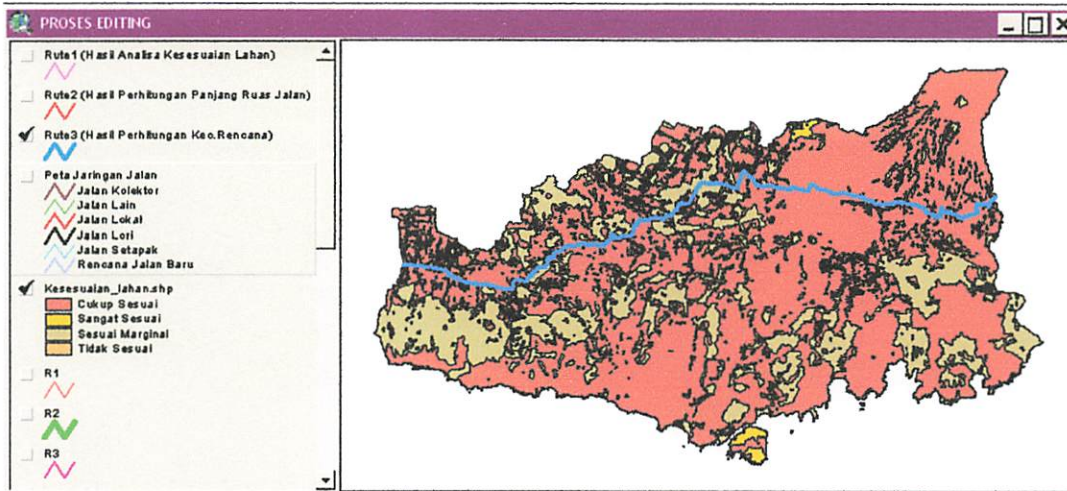 PROSES EDITING
Rute1 (Hasil Analisa Kesesuaian Lahan)
Rute2 (Hasil Perhitungan Panjang Ruas Jalan)
Rute3 (Hasil Perhitungan Kec.Rencana)
Peta Jaringan Jalan
Jalan Kolektor
Jalan Lain
Jalan Lokal
Jalan Lori
Jalan Setapak
Rencana Jalan Baru
Kesesuaian_lahan.shp
Cukup Sesuai
Sangat Sesuai
Sesuai Marginal
Tidak Sesuai
R1
R2
R3